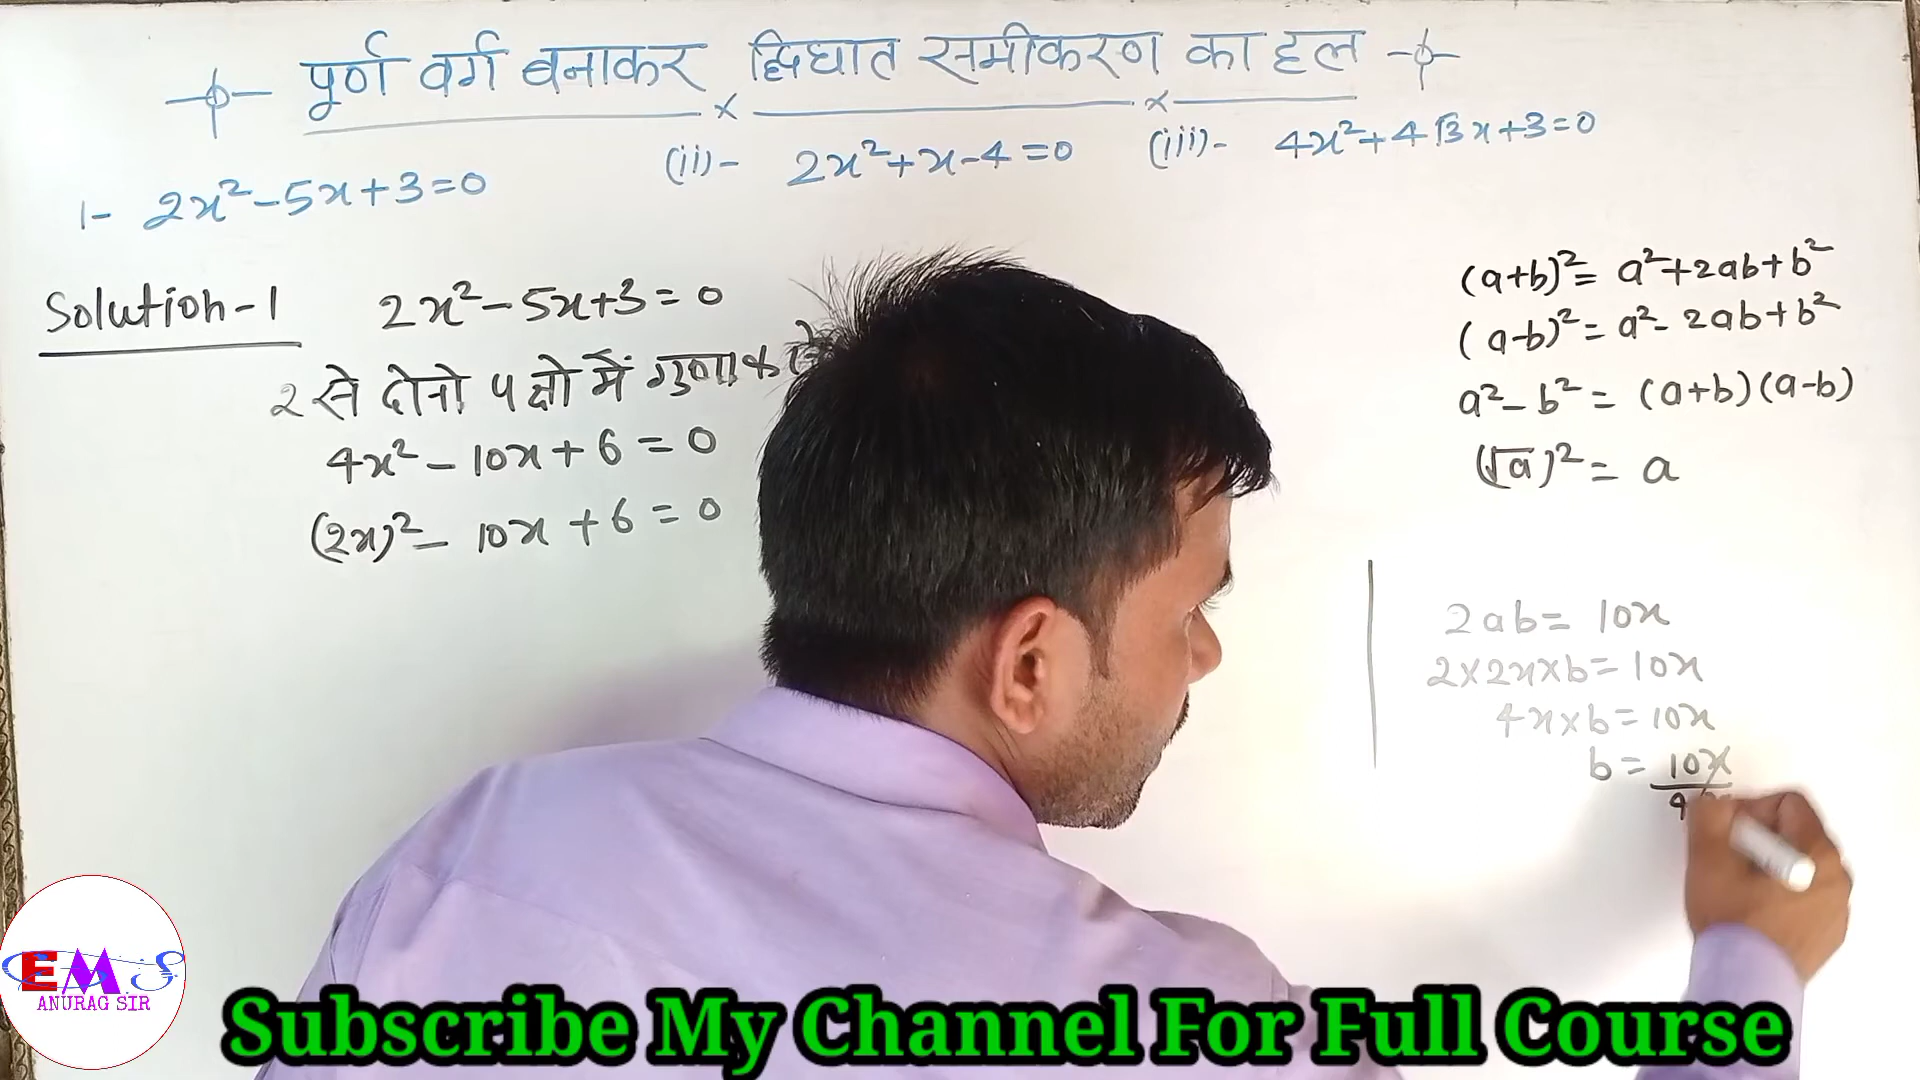 पूर्ण वर्ग बनाकर द्विघात समीकरण का हल
1- 2x²-5x+3=0 (ii)- 2x²+x-4=0 (iii)- 4x²+4√3x+3=0
Solution-1 2x²-5x+3=0
2 से दोनो पक्षो में गुणा करने
4x²-10x+6=0
(2x)²-10x+6=0
(a+b)²= a²+2ab+b²
(a-b)²= a²-2ab+b²
a²-b²= (a+b)(a-b)
(√a)²= a
2ab= 10x
2×2x×b=10x
4x×b=10x
b= 10x
4
EMS
ANURAG SIR
Subscribe My Channel For Full Course